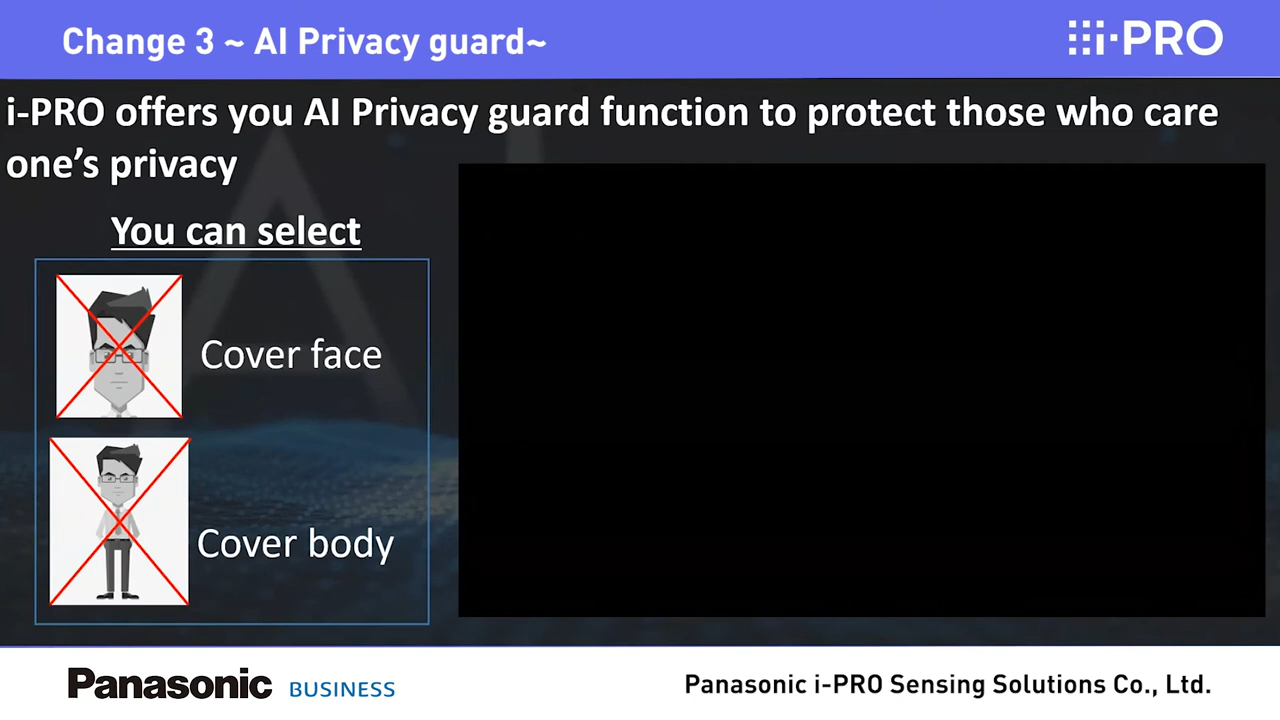 Change 3 ~ AI Privacy guard~
i-PRO
i-PRO offers you AI Privacy guard function to protect those who care
one’s privacy
You can select
Cover face
Cover body
Panasonic BUSINESS
Panasonic i-PRO Sensing Solutions Co., Ltd.